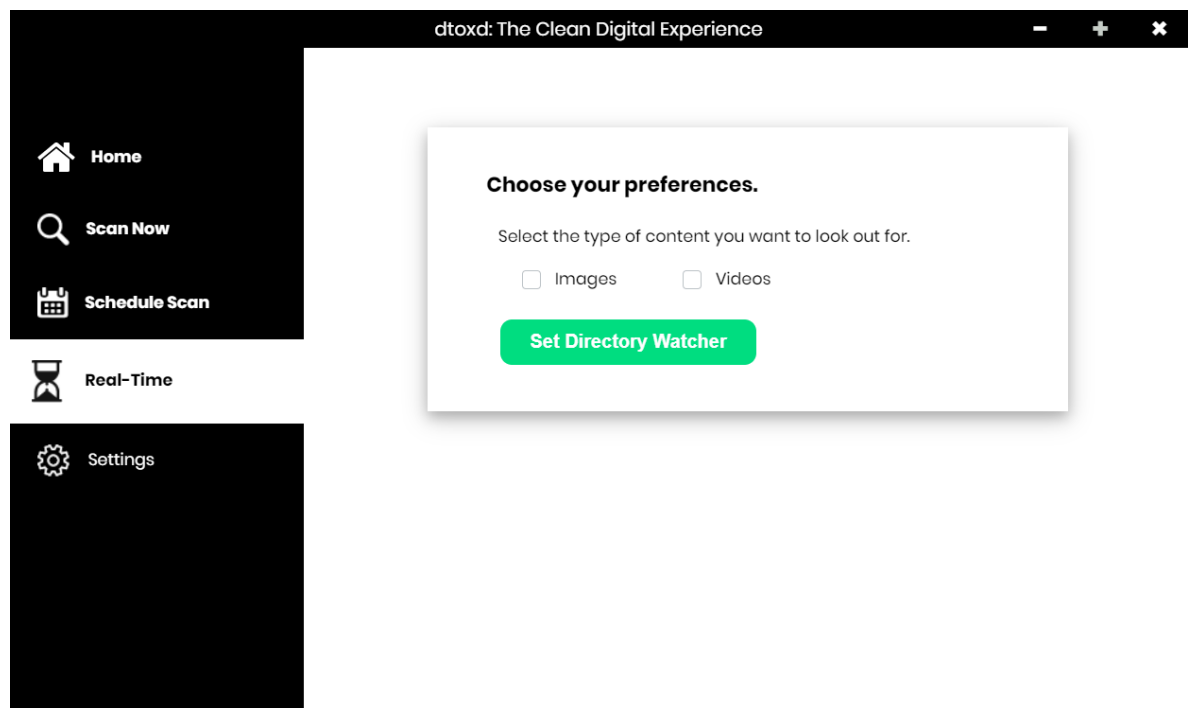 dtoxd: The Clean Digital Experience
Home
Scan Now
Schedule Scan
Real-Time
Settings
Choose your preferences.
Select the type of content you want to look out for.
Images Videos
Set Directory Watcher